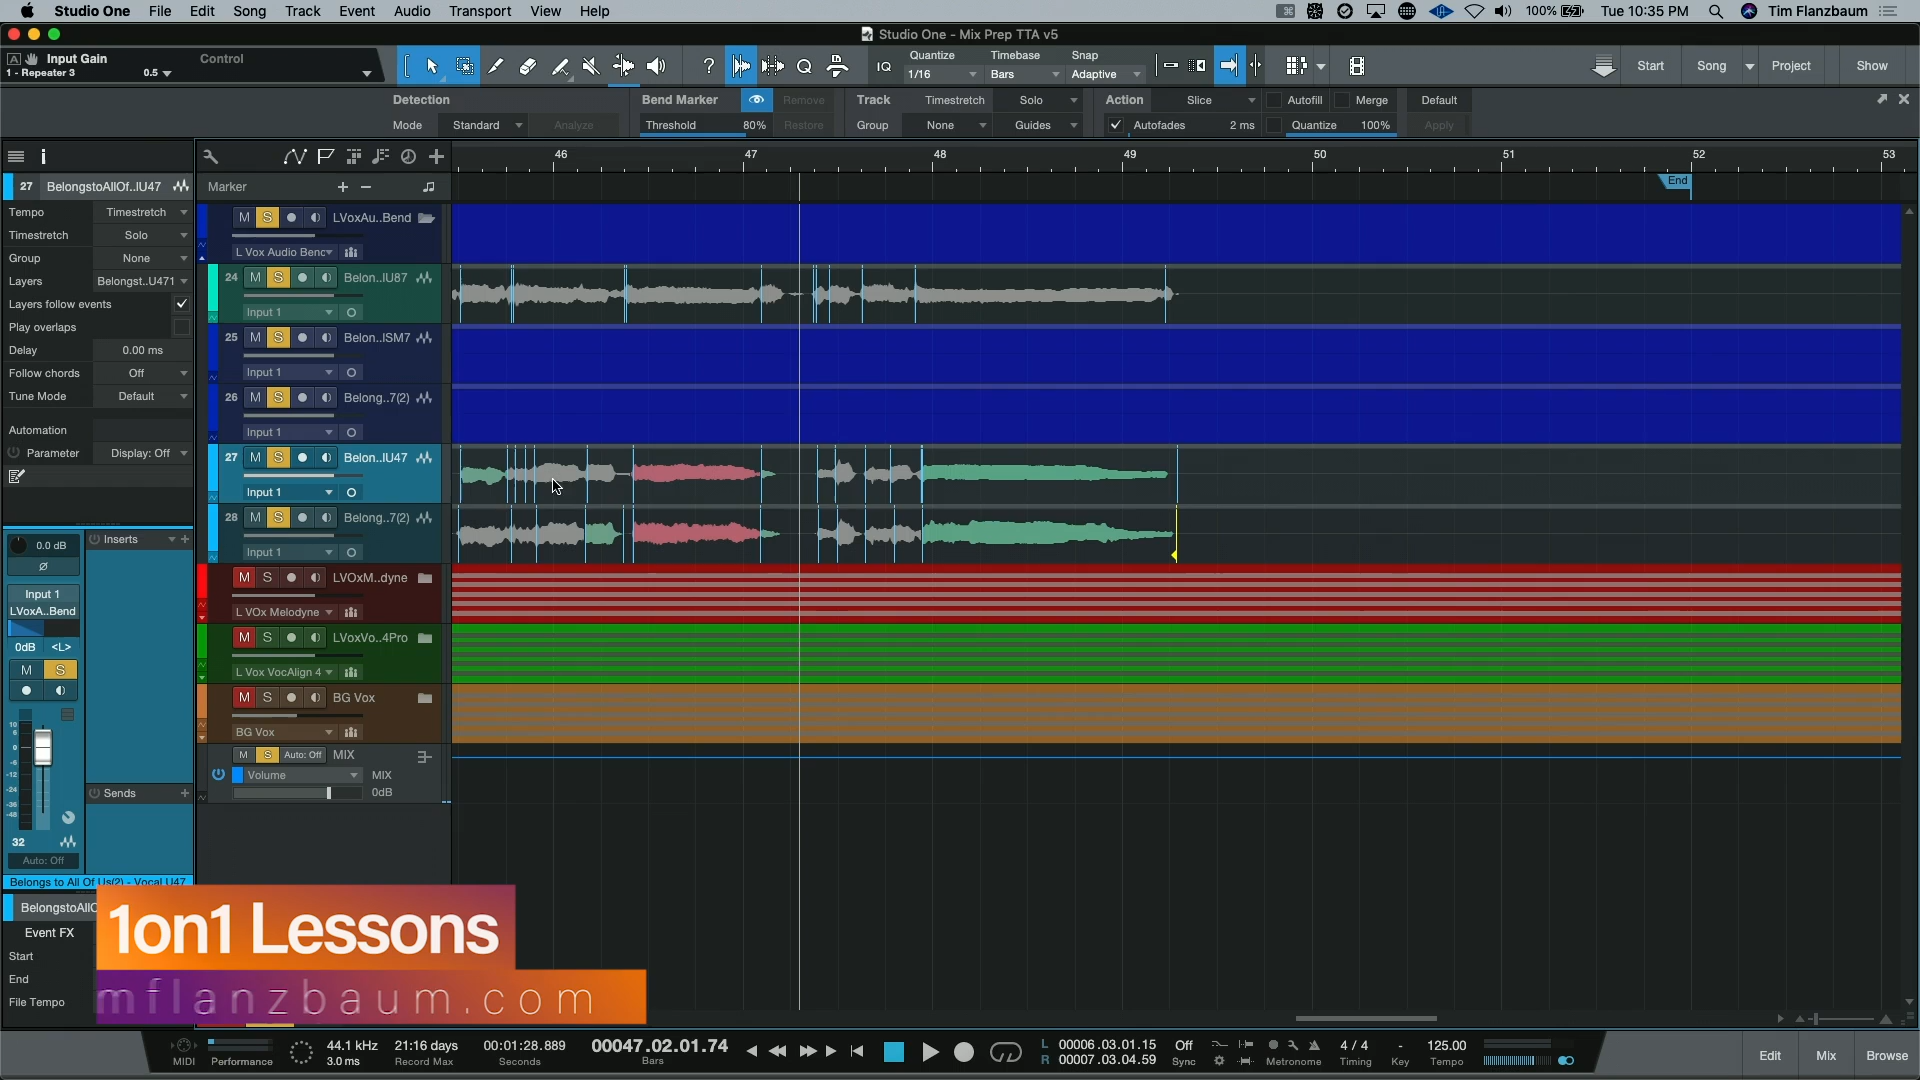 Studio One File Edit Song Track Event Audio Transport View Help 100% Tue 10:35 PM Tim Flanzbaum
Studio One - Mix Prep TTA v5
Input Gain Control
1 - Repeater 3 0.5
Quantize Timebase Snap
IQ 1/16 Bars Adaptive
Start Song Project Show
Detection Bend Marker Remove Track Timestretch Solo Action Slice Autofill Merge Default
Mode Standard Analyze Threshold 80% Restore Group None Guides Autofades 2 ms Quantize 100% Apply
46 47 48 49 50 51 52 53
27 BelongstoAllOf..lU47
Marker
End
Tempo Timestretch
Timestretch Solo
Group None
Layers Belongst..U471
Layers follow events
Play overlaps
Delay 0.00 ms
Follow chords Off
Tune Mode Default
Automation
Parameter Display: Off
M S LVoxAu..Bend
L Vox Audio Benc
24 M S Belon..lU87
Input 1
25 M S Belon..lSM7
Input 1
26 M S Belong..7(2)
Input 1
27 M S Belon..lU47
Input 1
28 M S Belong..7(2)
Input 1
M S LVOxM..dyne
L VOx Melodyne
M S LVoxVo..4Pro
L Vox VocAlign 4
M S BG Vox
BG Vox
M S Auto: Off MIX
Volume MIX
0dB
0.0 dB Inserts
Input 1
LVoxA..Bend
0dB <L>
M S
10
6
0
-6
-12
-24
-36
-48
Sends
32
Auto: Off
Belongs to All Of Us(2) - Vocal U47
BelongstoAllO
Event FX
Start
End
File Tempo
1on1 Lessons
mflanzbaum.com
MIDI Performance
44.1 kHz
3.0 ms
21:16 days
Record Max
00:01:28.889
Seconds
00047.02.01.74
Bars
L 00006.03.01.15
R 00007.03.04.59
Off
Sync
Metronome
4 / 4
Timing
-
Key
125.00
Tempo
Edit Mix Browse